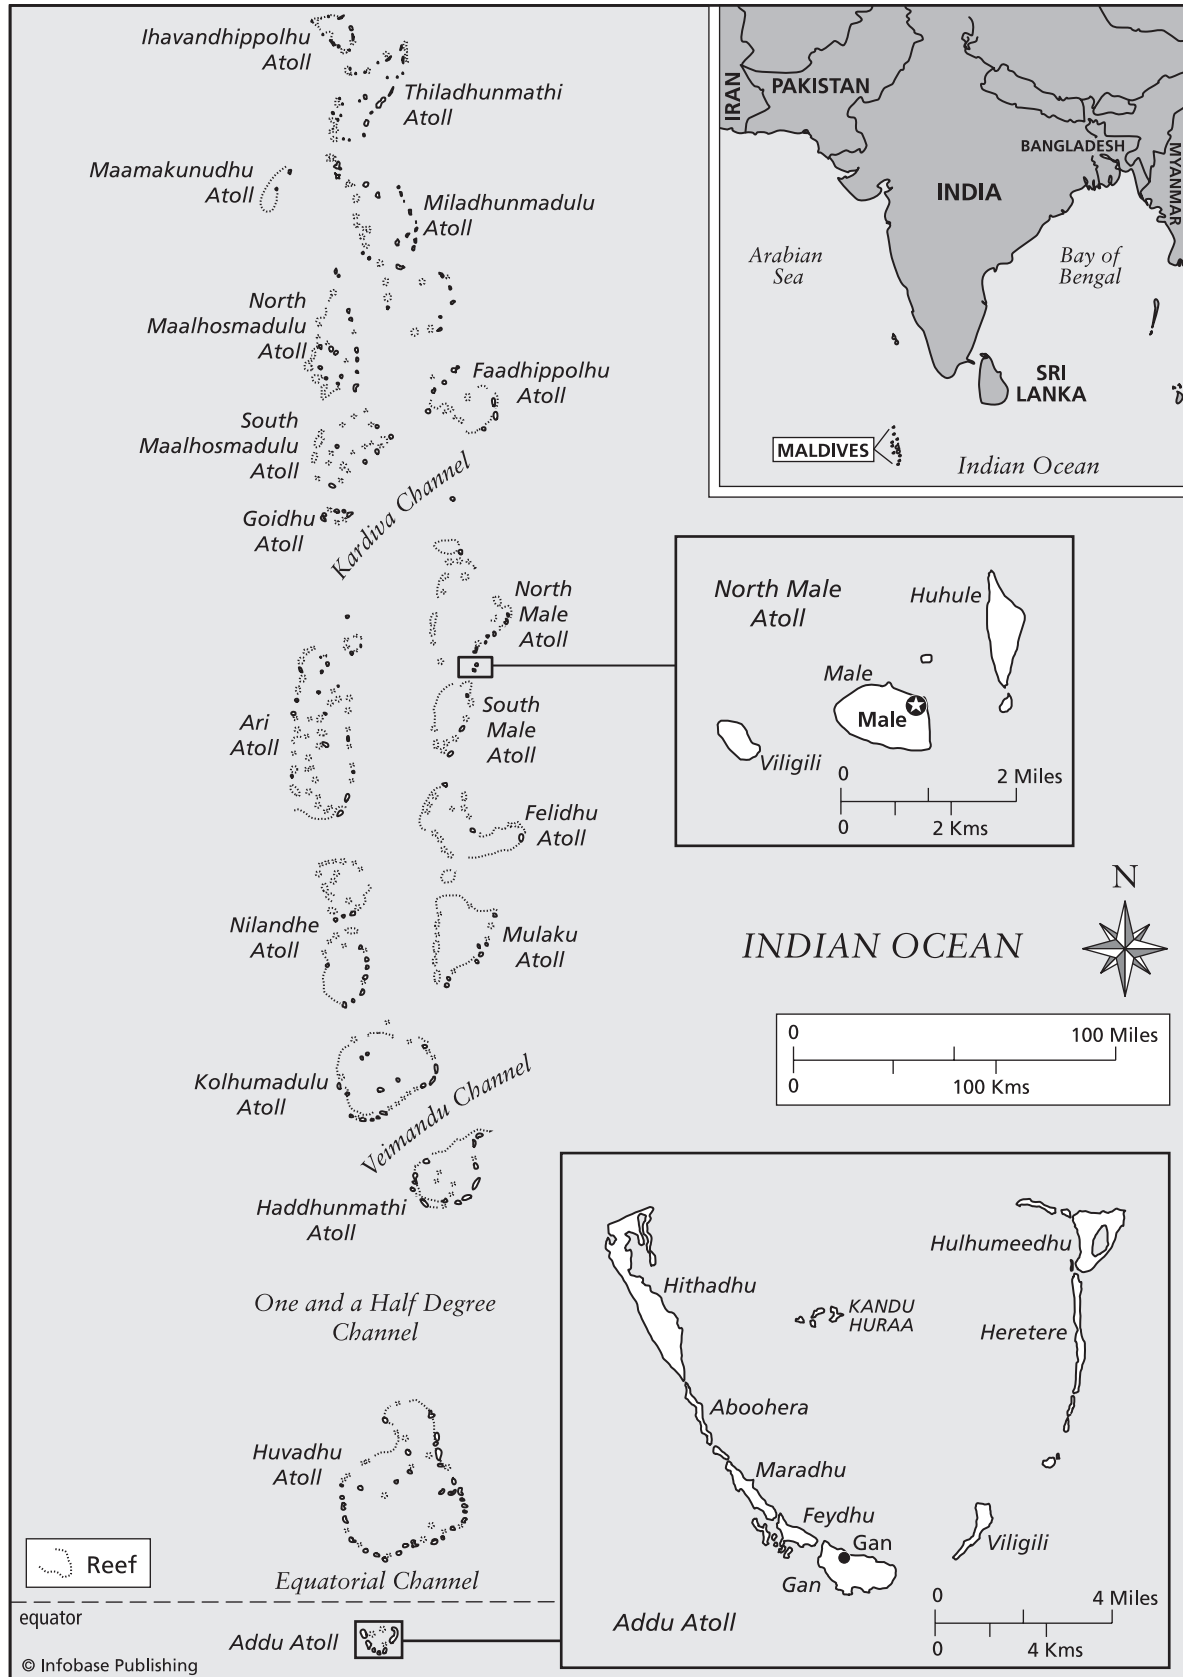 Ihavandhippolhu
Atoll
Thiladhunmathi
Atoll
Maamakunudhu
Atoll
Miladhunmadulu
Atoll
North
Maalhosmadulu
Atoll
Faadhippolhu
Atoll
South
Maalhosmadulu
Atoll
Goidhu
Atoll
Kardiva Channel
North
Male
Atoll
Ari
Atoll
South
Male
Atoll
Felidhu
Atoll
Nilandhe
Atoll
Mulaku
Atoll
Kolhumadulu
Atoll
Veimandu Channel
Haddhunmathi
Atoll
One and a Half Degree
Channel
Huvadhu
Atoll
Reef
Equatorial Channel
equator
Addu Atoll
© Infobase Publishing
IRAN
PAKISTAN
BANGLADESH
MYANMAR
INDIA
Arabian
Sea
Bay of
Bengal
SRI
LANKA
MALDIVES
Indian Ocean
North Male
Atoll
Huhule
Male
Male
Viligili
0
2 Miles
0
2 Kms
N
INDIAN OCEAN
0
100 Miles
0
100 Kms
Hulhumeedhu
Hithadhu
KANDU
HURAA
Heretere
Aboohera
Maradhu
Feydhu
Gan
Gan
Viligili
Addu Atoll
0
4 Miles
0
4 Kms